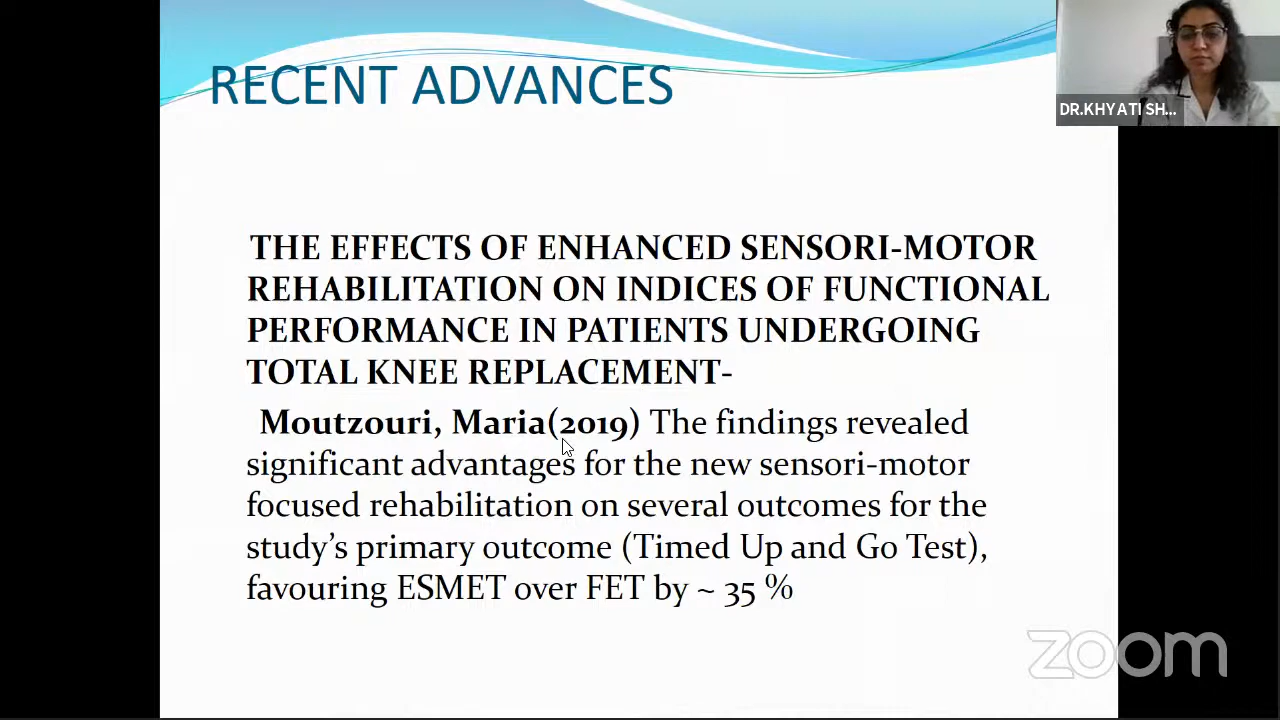 RECENT ADVANCES
DR.KHYATI SH...
THE EFFECTS OF ENHANCED SENSORI-MOTOR
REHABILITATION ON INDICES OF FUNCTIONAL
PERFORMANCE IN PATIENTS UNDERGOING
TOTAL KNEE REPLACEMENT-
Moutzouri, Maria(2019) The findings revealed
significant advantages for the new sensori-motor
focused rehabilitation on several outcomes for the
study's primary outcome (Timed Up and Go Test),
favouring ESMET over FET by ~ 35 %
zoom